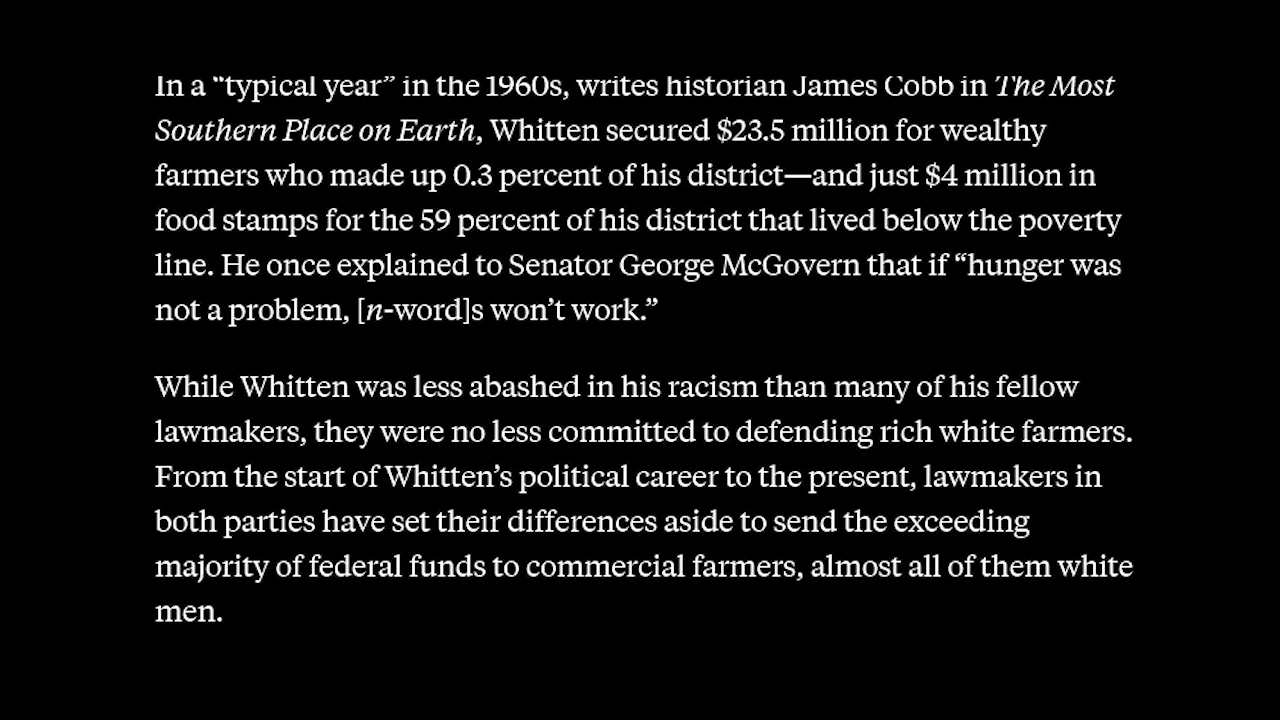 In a “typical year” in the 1960s, writes historian James Cobb in The Most
Southern Place on Earth, Whitten secured $23.5 million for wealthy
farmers who made up 0.3 percent of his district—and just $4 million in
food stamps for the 59 percent of his district that lived below the poverty
line. He once explained to Senator George McGovern that if “hunger was
not a problem, [n-word]s won’t work.”
While Whitten was less abashed in his racism than many of his fellow
lawmakers, they were no less committed to defending rich white farmers.
From the start of Whitten’s political career to the present, lawmakers in
both parties have set their differences aside to send the exceeding
majority of federal funds to commercial farmers, almost all of them white
men.